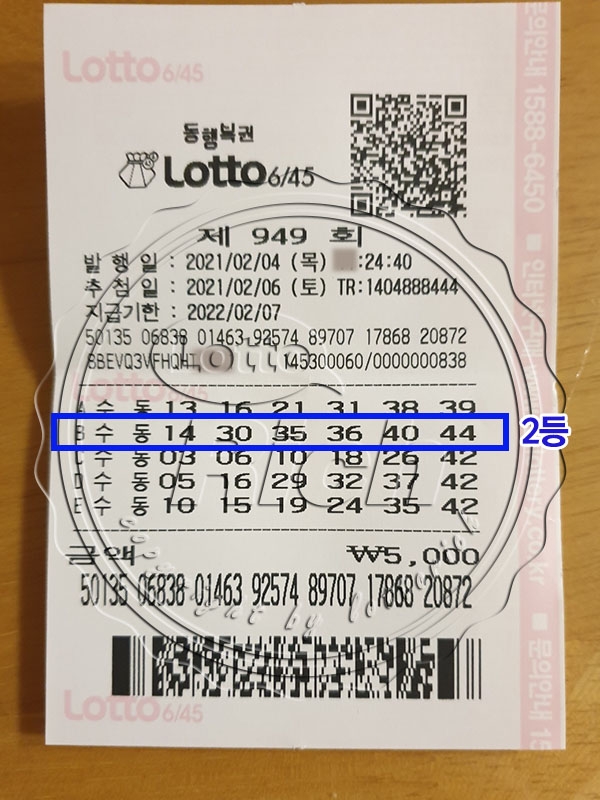 Lotto 6/45
동행복권
Lotto 6/45
제 949 회
발 행 일 : 2021/02/04 (목) :24:40
추 첨 일 : 2021/02/06 (토) TR:1404888444
지급기한 : 2022/02/07
50135 06838 01463 92574 89707 17868 20872
145300060/0000000838
A 수 동 13 16 21 31 38 39
B 수 동 14 30 35 36 40 44
2등
C 수 동 03 06 10 18 26 42
D 수 동 05 16 29 32 37 42
E 수 동 10 15 19 24 35 42
금액 ₩5,000
50135 06838 01463 92574 89707 17868 20872
Lotto 6/45
문의안내 1588-6450
Lotto
Rich